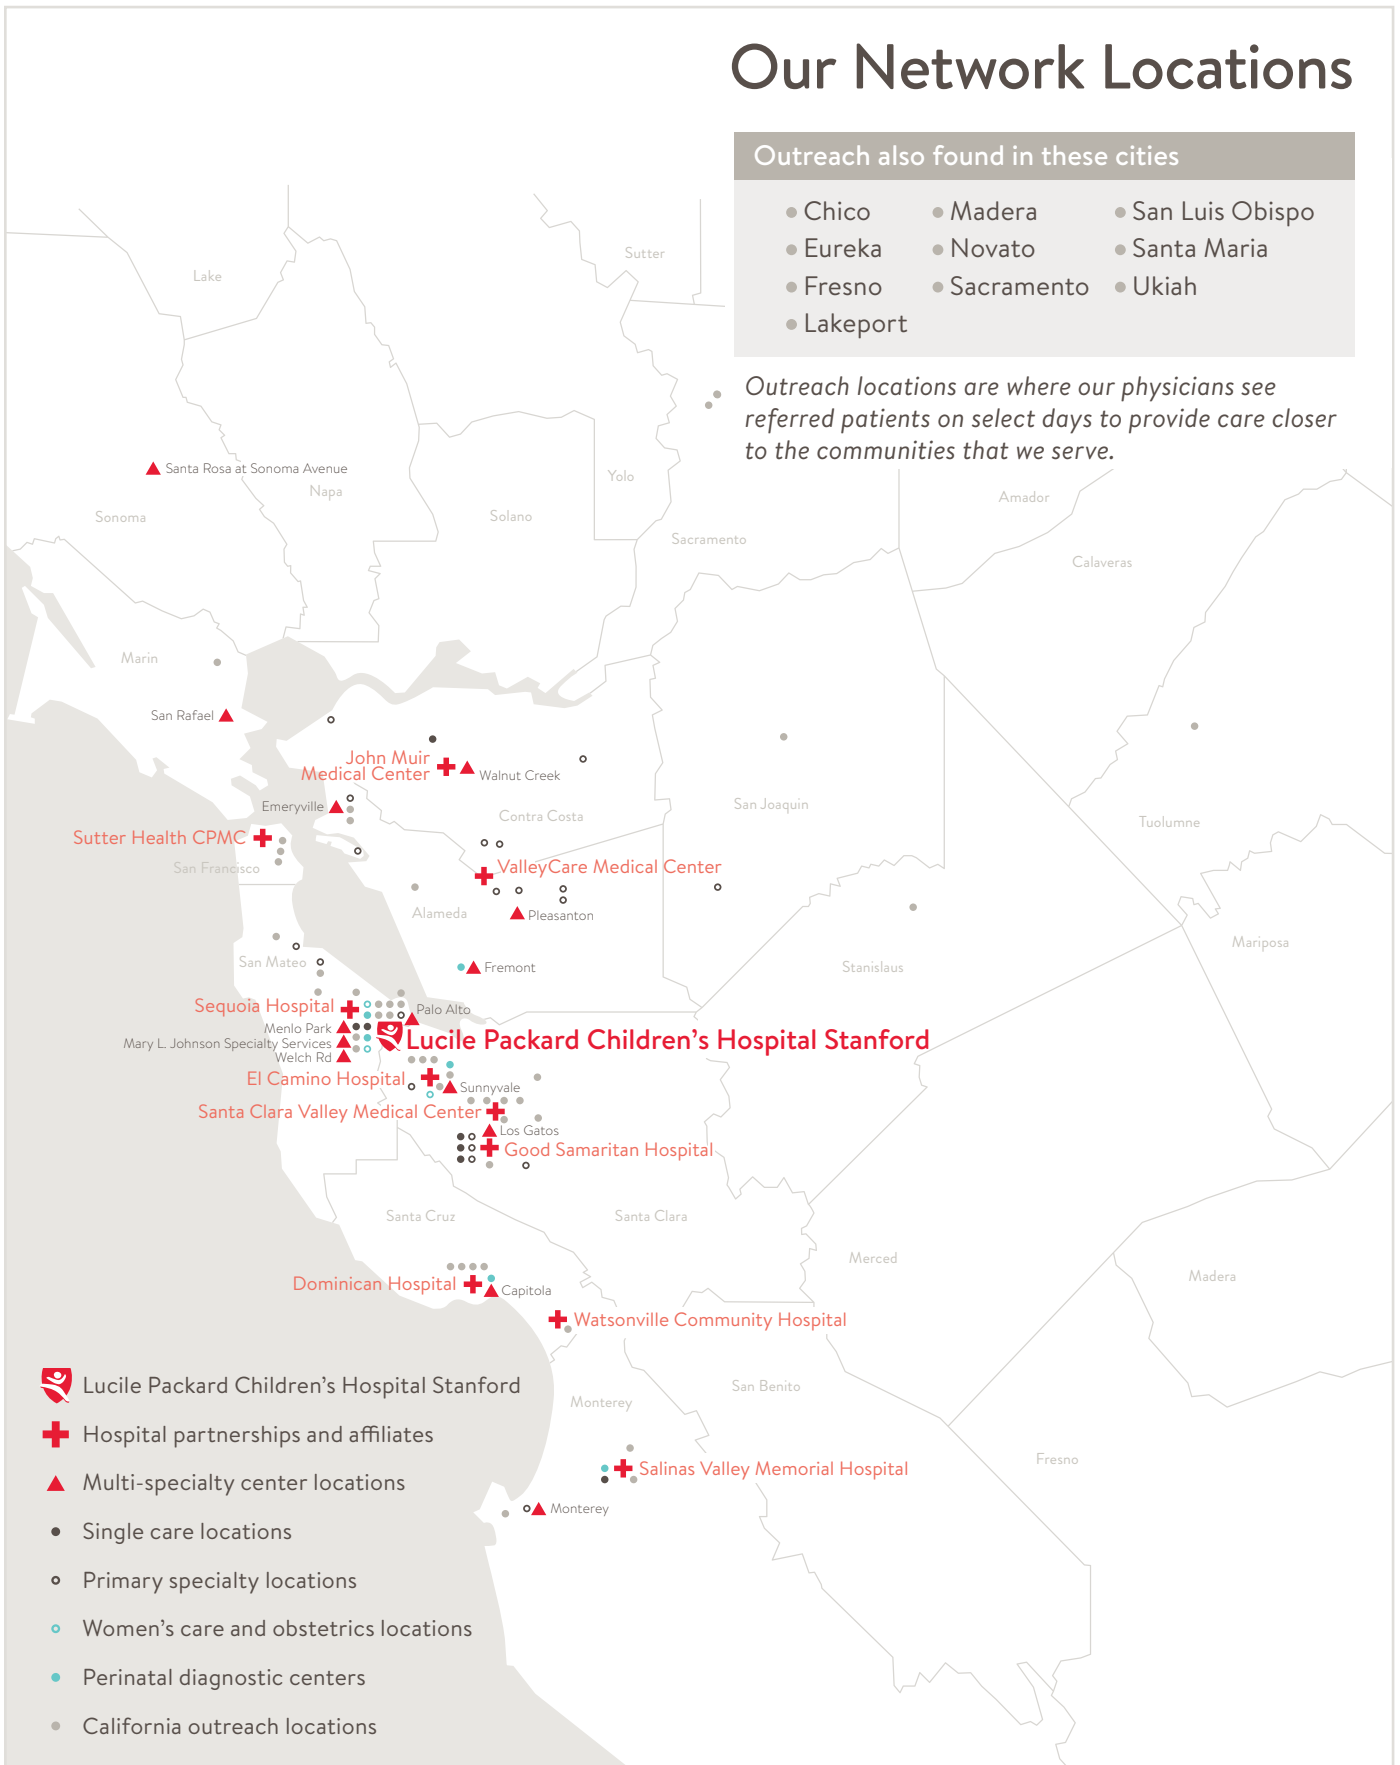 Our Network Locations
Outreach also found in these cities
Chico
Madera
San Luis Obispo
Eureka
Novato
Santa Maria
Fresno
Sacramento
Ukiah
Lakeport
Outreach locations are where our physicians see
referred patients on select days to provide care closer
to the communities that we serve.
Sutter
Lake
Santa Rosa at Sonoma Avenue
Napa
Yolo
Sonoma
Solano
Amador
Sacramento
Calaveras
Marin
San Rafael
John Muir
Medical Center
Walnut Creek
Emeryville
Contra Costa
San Joaquin
Tuolumne
Sutter Health CPMC
San Francisco
ValleyCare Medical Center
Alameda
Pleasanton
Mariposa
San Mateo
Fremont
Stanislaus
Sequoia Hospital
Palo Alto
Menlo Park
Mary L. Johnson Specialty Services
Lucile Packard Children's Hospital Stanford
Welch Rd
El Camino Hospital
Sunnyvale
Santa Clara Valley Medical Center
Los Gatos
Good Samaritan Hospital
Santa Cruz
Santa Clara
Merced
Madera
Dominican Hospital
Capitola
Watsonville Community Hospital
San Benito
Monterey
Fresno
Salinas Valley Memorial Hospital
Monterey
Lucile Packard Children's Hospital Stanford
Hospital partnerships and affiliates
Multi-specialty center locations
Single care locations
Primary specialty locations
Women's care and obstetrics locations
Perinatal diagnostic centers
California outreach locations